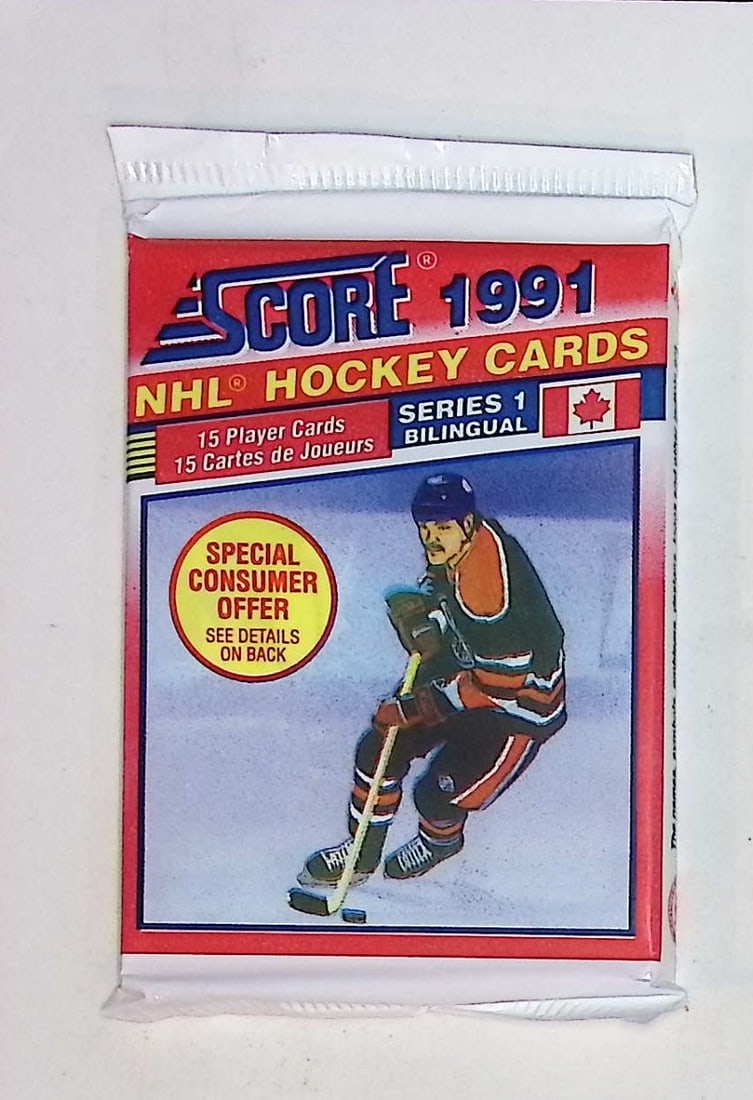 SCORE® 1991
NHL® HOCKEY CARDS
15 Player Cards
15 Cartes de Joueurs
SERIES 1
BILINGUAL
SPECIAL
CONSUMER
OFFER
SEE DETAILS
ON BACK